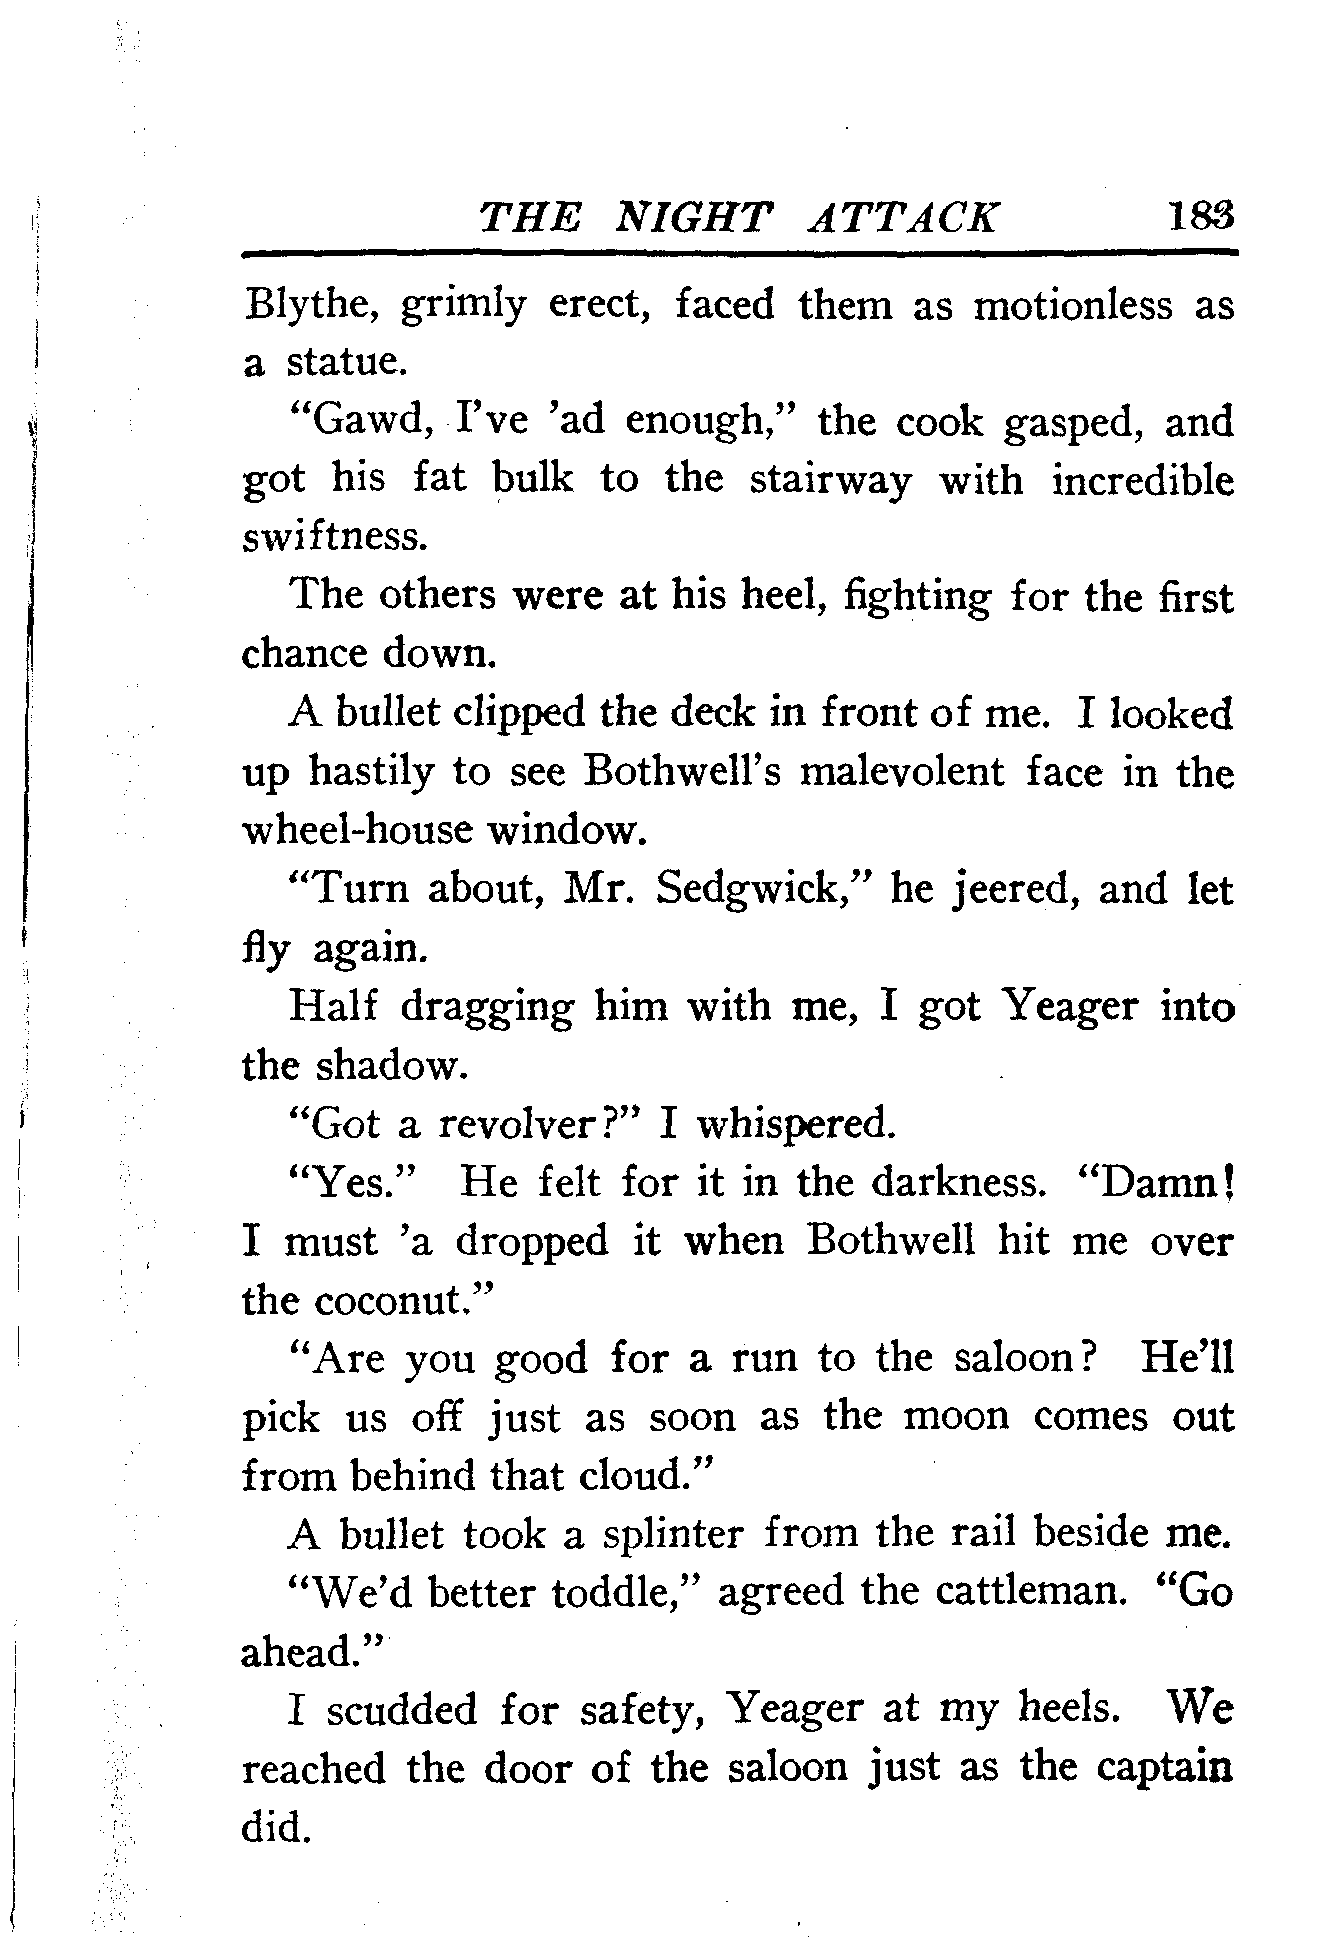 THE NIGHT ATTACK 183
Blythe, grimly erect, faced them as motionless as
a statue.
“Gawd, I’ve ’ad enough,” the cook gasped, and
got his fat bulk to the stairway with incredible
swiftness.
The others were at his heel, fighting for the first
chance down.
A bullet clipped the deck in front of me. I looked
up hastily to see Bothwell’s malevolent face in the
wheel-house window.
“Turn about, Mr. Sedgwick,” he jeered, and let
fly again.
Half dragging him with me, I got Yeager into
the shadow.
“Got a revolver?” I whispered.
“Yes.” He felt for it in the darkness. “Damn!
I must ’a dropped it when Bothwell hit me over
the coconut.”
“Are you good for a run to the saloon? He’ll
pick us off just as soon as the moon comes out
from behind that cloud.”
A bullet took a splinter from the rail beside me.
“We’d better toddle,” agreed the cattleman. “Go
ahead.”
I scudded for safety, Yeager at my heels. We
reached the door of the saloon just as the captain
did.